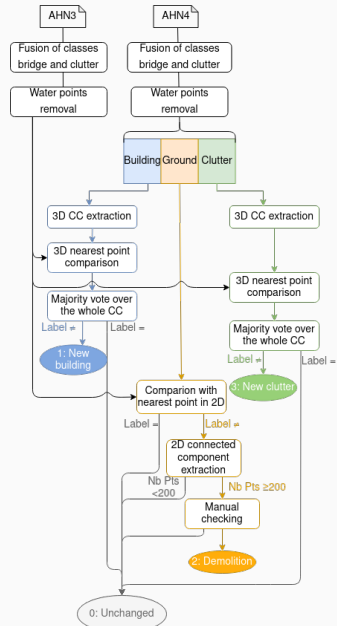 AHN3
AHN4
Fusion of classes
bridge and clutter
Fusion of classes
bridge and clutter
Water points
removal
Water points
removal
Building
Ground
Clutter
3D CC extraction
3D CC extraction
3D nearest point
comparison
3D nearest point
comparison
Majority vote over
the whole CC
Label ≠
Label =
Majority vote over
the whole CC
Label ≠
Label =
1: New
building
3: New clutter
Comparion with
nearest point in 2D
Label =
Label ≠
2D connected
component
extraction
Nb Pts
<200
Nb Pts ≥200
Manual
checking
2: Demolition
0: Unchanged